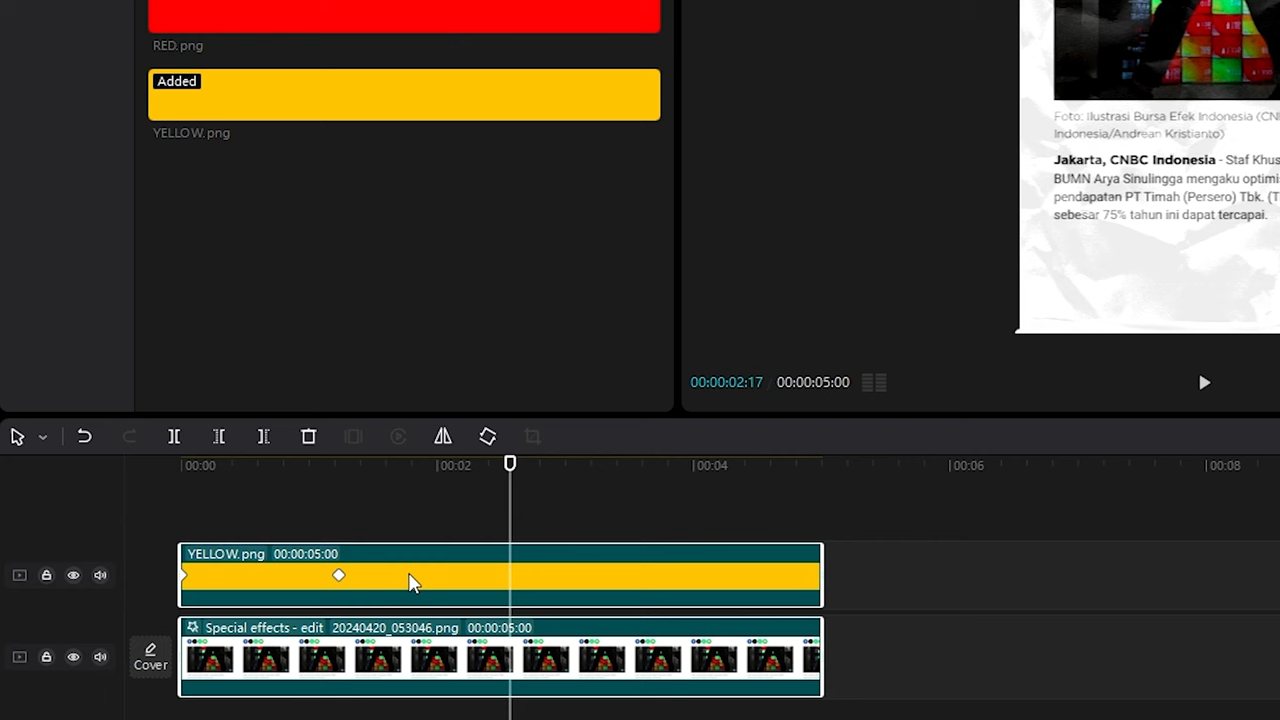 RED.png
Added
YELLOW.png
Foto: Ilustrasi Bursa Efek Indonesia (CN
Indonesia/Andrean Kristianto)
Jakarta, CNBC Indonesia - Staf Khus
BUMN Arya Sinulingga mengaku optimis
pendapatan PT Timah (Persero) Tbk. (T
sebesar 75% tahun ini dapat tercapai.
00:00:02:17 / 00:00:05:00
00:00
00:02
00:04
00:06
00:08
YELLOW.png 00:00:05:00
Cover
Special effects - edit 20240420_053046.png 00:00:05:00